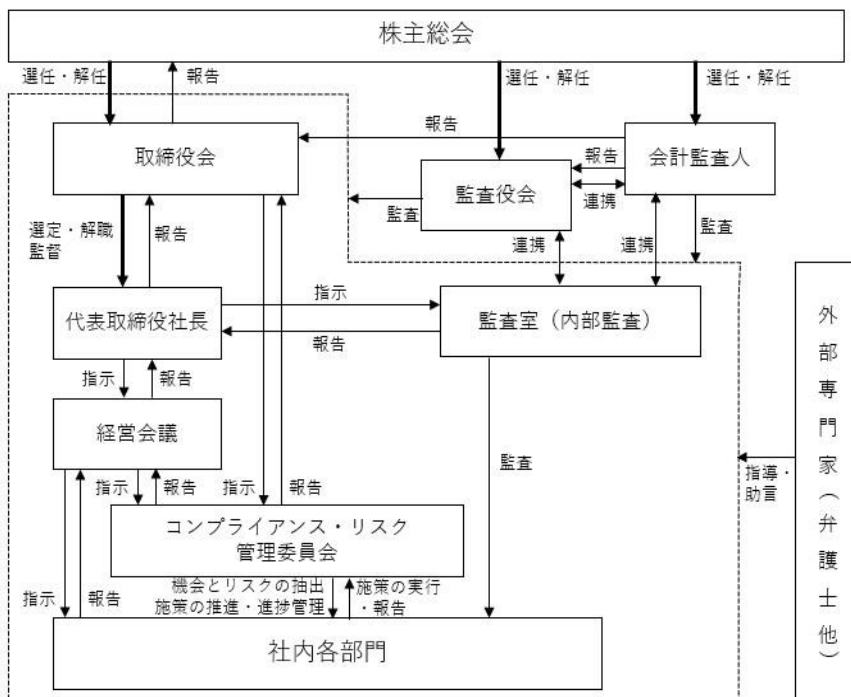 株主総会
選任・解任
報告
選任・解任
選任・解任
取締役会
報告
会計監査人
監査役会
報告
連携
監査
監査
選定・解職
監督
報告
連携
連携
代表取締役社長
指示
報告
監査室（内部監査）
指示
報告
経営会議
監査
外部専門家（弁護士他）
指導・
助言
指示
報告
指示
報告
コンプライアンス・リスク
管理委員会
指示
報告
機会とリスクの抽出
施策の推進・進捗管理
施策の実行
・報告
社内各部門